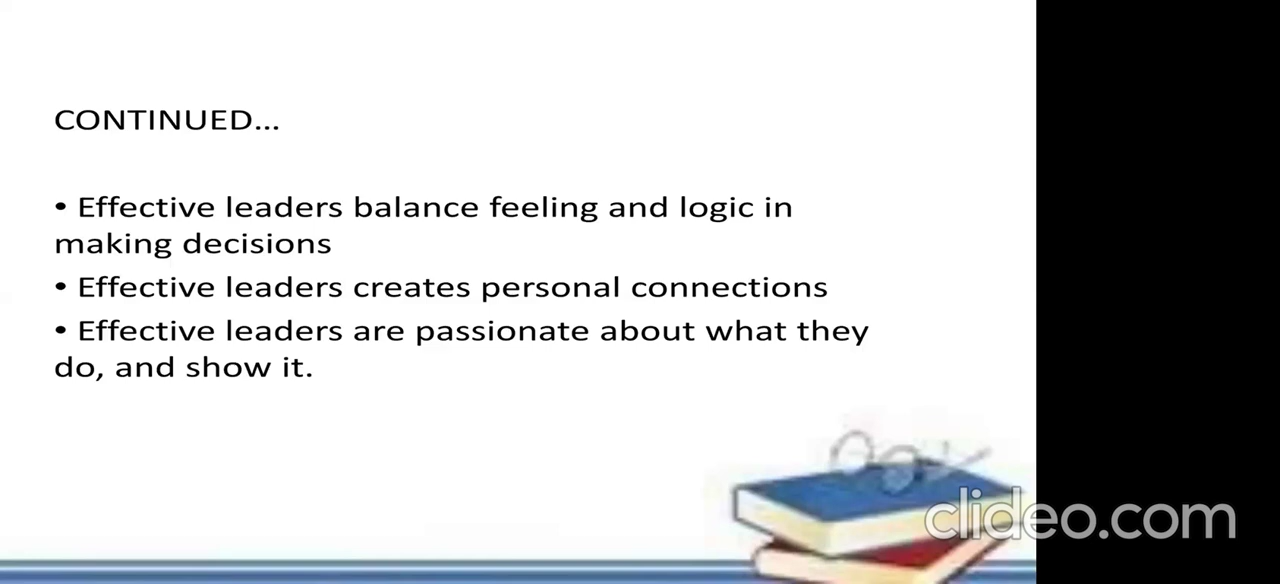 CONTINUED...
• Effective leaders balance feeling and logic in
making decisions
• Effective leaders creates personal connections
• Effective leaders are passionate about what they
do, and show it.
clideo.com